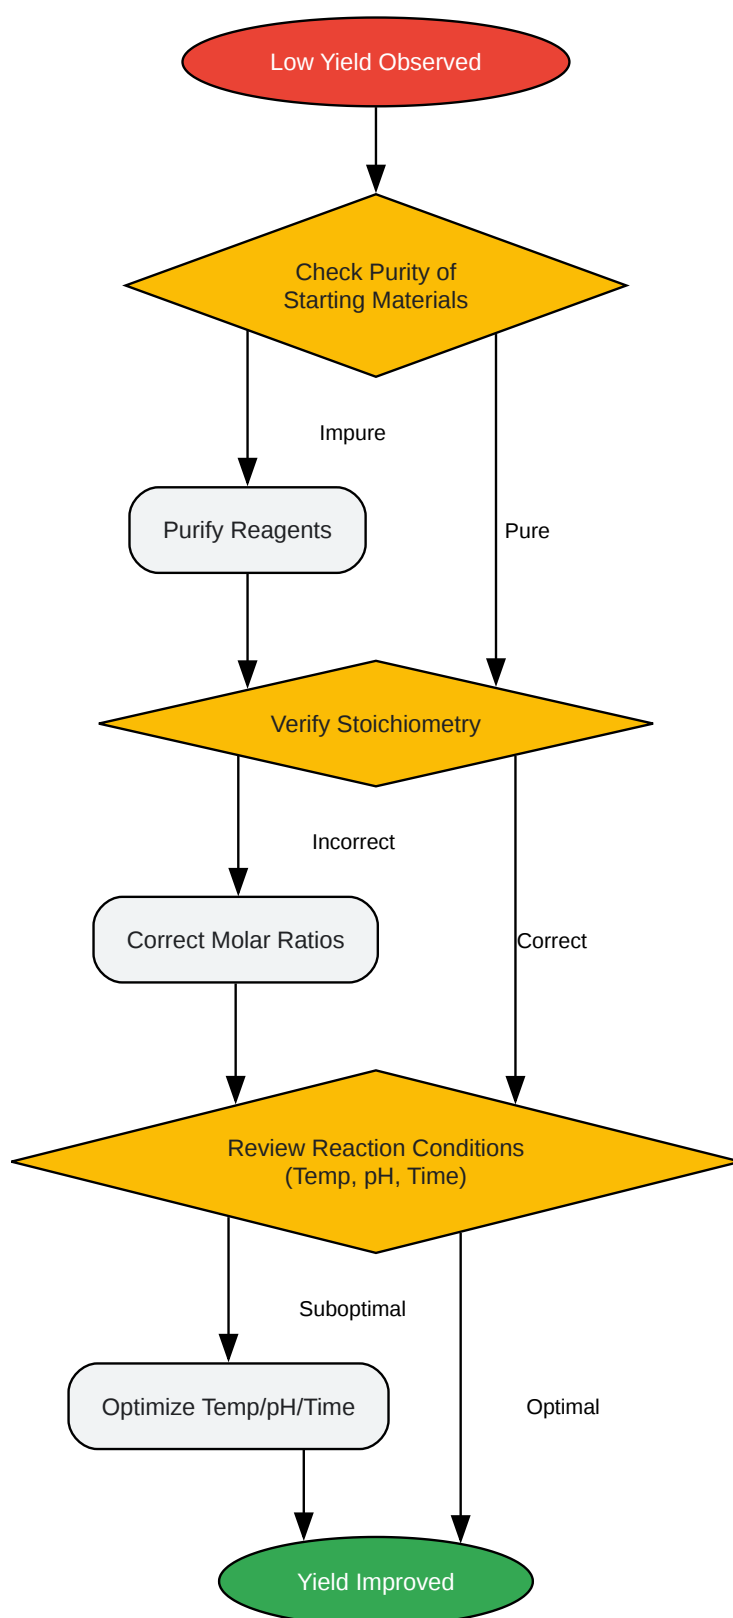 Low Yield Observed
Check Purity of
Starting Materials
Impure
Purify Reagents
Pure
Verify Stoichiometry
Incorrect
Correct Molar Ratios
Correct
Review Reaction Conditions
(Temp, pH, Time)
Suboptimal
Optimize Temp/pH/Time
Optimal
Yield Improved